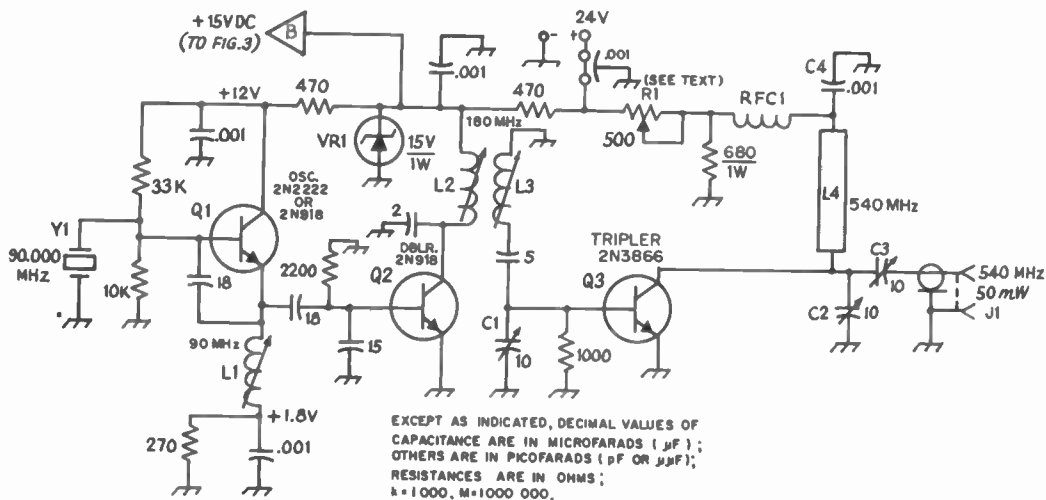 +15VDC
(TO FIG.3)
B
24V
-
+
.001
.001
(SEE TEXT)
C4
.001
+12V
470
470
R1
RFC1
180 MHz
.001
VR1
15V
1W
500
680
1W
33K
OSC.
2N2222
OR
2N918
L2
L3
L4
540 MHz
Y1
Q1
2
DBLR.
2N918
5
TRIPLER
2N3866
C3
90.000
MHz
2200
Q2
Q3
10
540 MHz
50 mW
10K
18
18
C1
C2
10
J1
15
10
1000
90 MHz
L1
+1.8V
270
.001
EXCEPT AS INDICATED, DECIMAL VALUES OF
CAPACITANCE ARE IN MICROFARADS ( µF ) ;
OTHERS ARE IN PICOFARADS ( pF OR µµF);
RESISTANCES ARE IN OHMS ;
k=1000, M=1000 000.